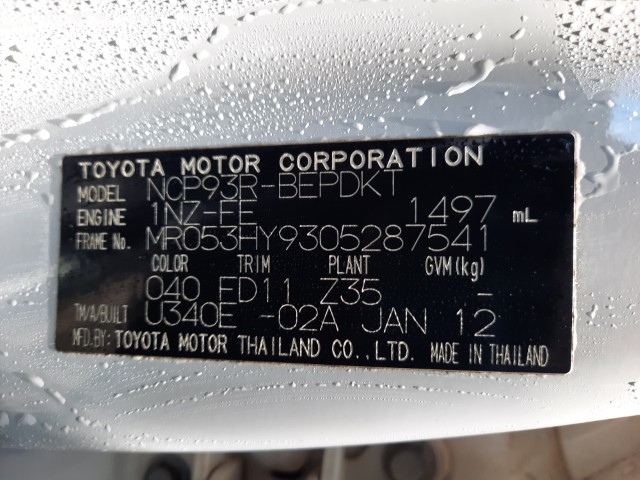 TOYOTA MOTOR CORPORATION
MODEL NCP93R-BEPDKT
ENGINE 1NZ-FE 1497 mL
FRAME No. MR053HY9305287541
COLOR TRIM PLANT GVM(kg)
040 FD11 Z35 -
TM/A/BUILT U340E -02A JAN 12
MFD.BY: TOYOTA MOTOR THAILAND CO.,LTD. MADE IN THAILAND